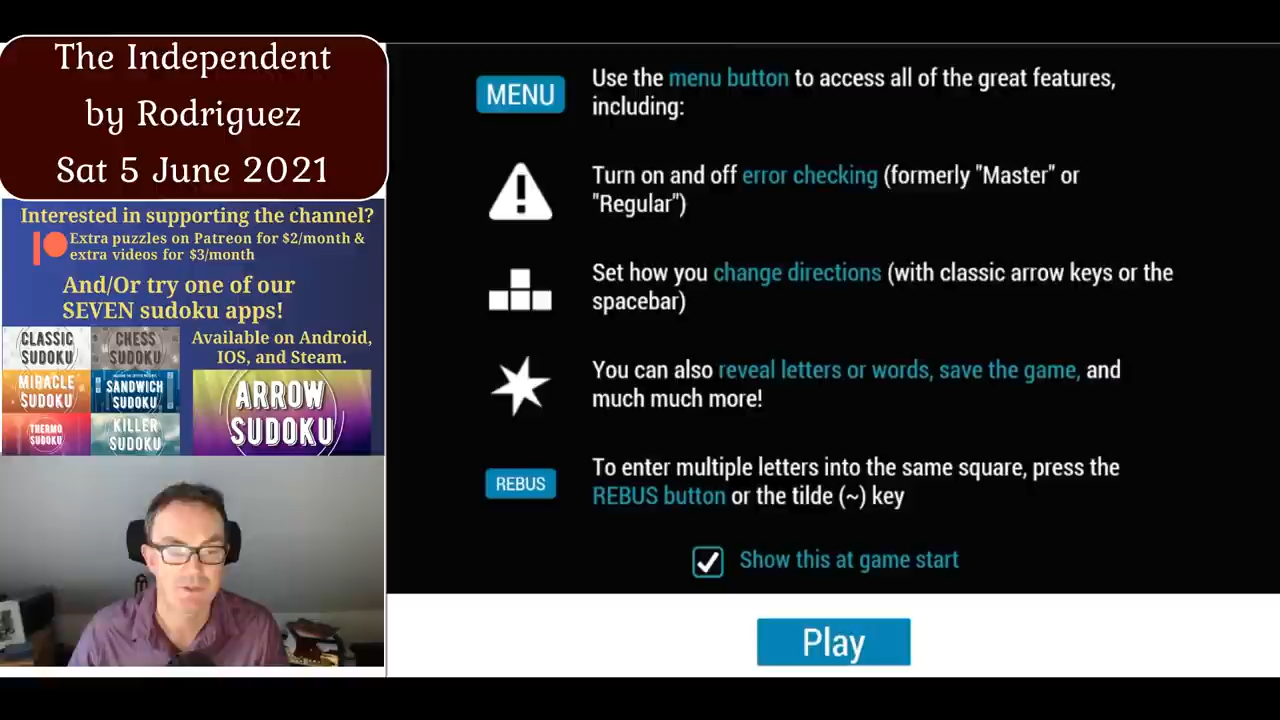 The Independent
by Rodriguez
Sat 5 June 2021
Interested in supporting the channel?
Extra puzzles on Patreon for $2/month &
extra videos for $3/month
And/Or try one of our
SEVEN sudoku apps!
CLASSIC
SUDOKU
CHESS
SUDOKU
MIRACLE
SUDOKU
SANDWICH
SUDOKU
THERMO
SUDOKU
KILLER
SUDOKU
Available on Android,
IOS, and Steam.
ARROW
SUDOKU
MENU
Use the menu button to access all of the great features,
including:
Turn on and off error checking (formerly "Master" or
"Regular")
Set how you change directions (with classic arrow keys or the
spacebar)
You can also reveal letters or words, save the game, and
much much more!
REBUS
To enter multiple letters into the same square, press the
REBUS button or the tilde (~) key
Show this at game start
Play